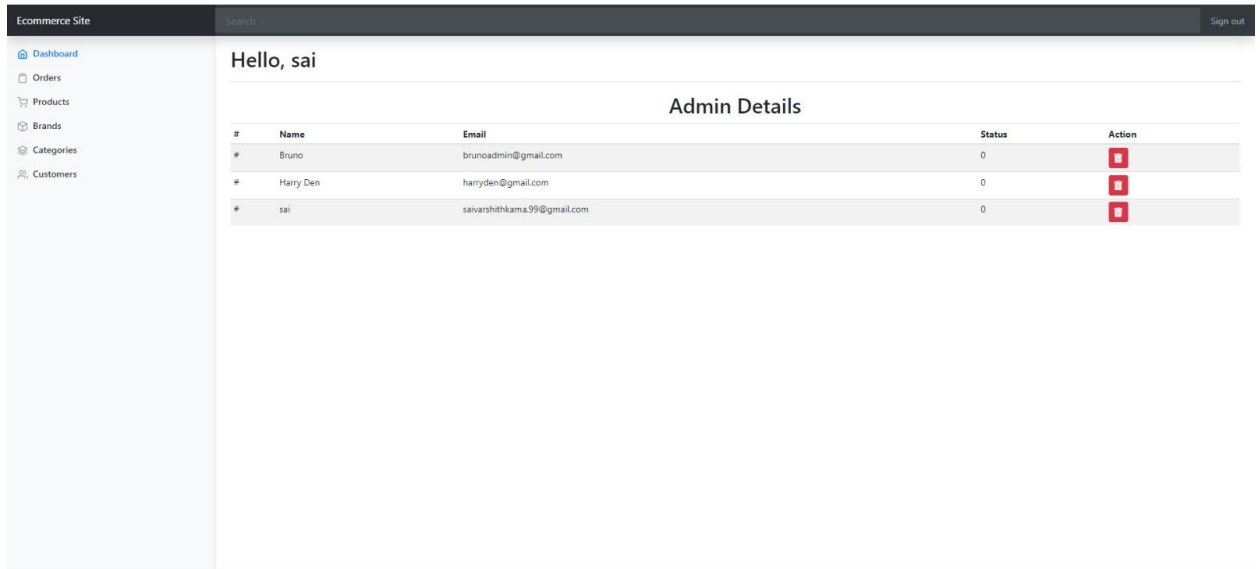 Ecommerce Site Search Sign out
Dashboard
Orders
Products
Brands
Categories
Customers
Hello, sai
Admin Details
# Name Email Status Action
# Bruno brunoadmin@gmail.com 0
# Harry Den harryden@gmail.com 0
# sai saivarshithkama.99@gmail.com 0